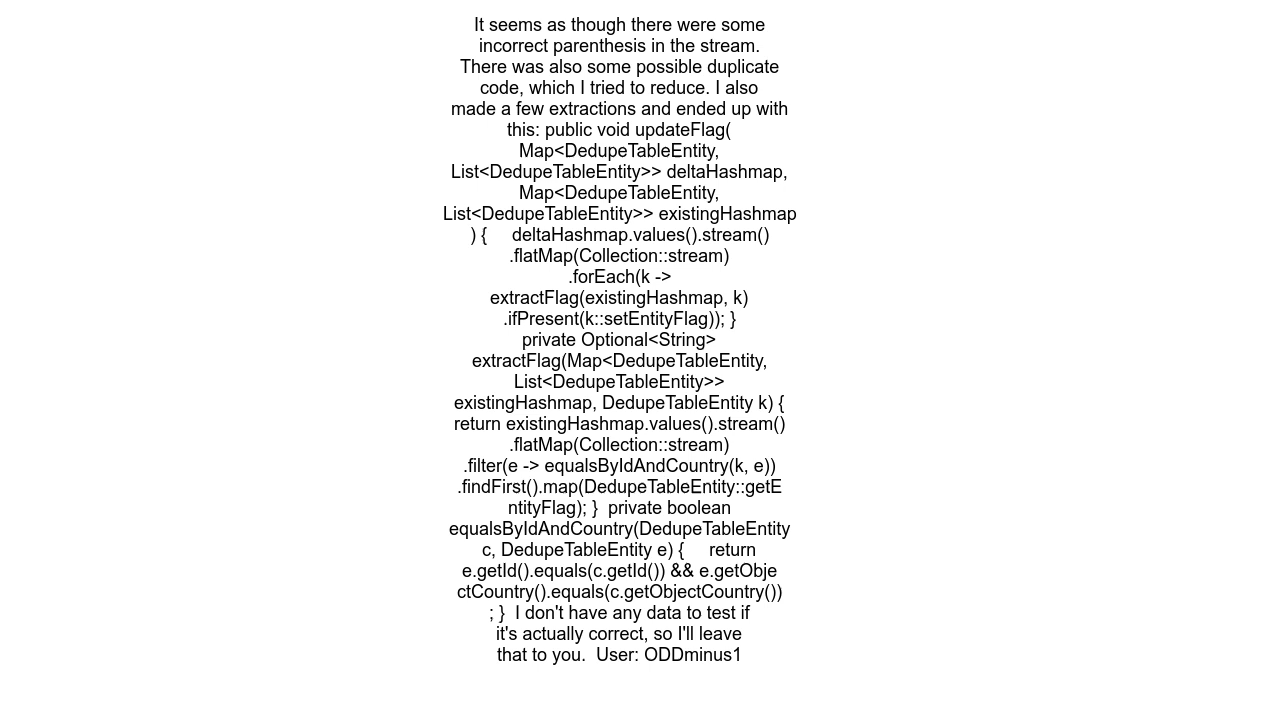 It seems as though there were some
incorrect parenthesis in the stream.
There was also some possible duplicate
code, which I tried to reduce. I also
made a few extractions and ended up with
this: public void updateFlag(
Map<DedupeTableEntity,
List<DedupeTableEntity>> deltaHashmap,
Map<DedupeTableEntity,
List<DedupeTableEntity>> existingHashmap
) {     deltaHashmap.values().stream()
.flatMap(Collection::stream)
.forEach(k ->
extractFlag(existingHashmap, k)
.ifPresent(k::setEntityFlag)); }
private Optional<String>
extractFlag(Map<DedupeTableEntity,
List<DedupeTableEntity>>
existingHashmap, DedupeTableEntity k) {
return existingHashmap.values().stream()
.flatMap(Collection::stream)
.filter(e -> equalsByIdAndCountry(k, e))
.findFirst().map(DedupeTableEntity::getE
ntityFlag); }  private boolean
equalsByIdAndCountry(DedupeTableEntity
c, DedupeTableEntity e) {     return
e.getId().equals(c.getId()) && e.getObje
ctCountry().equals(c.getObjectCountry())
; }  I don't have any data to test if
it's actually correct, so I'll leave
that to you.  User: ODDminus1